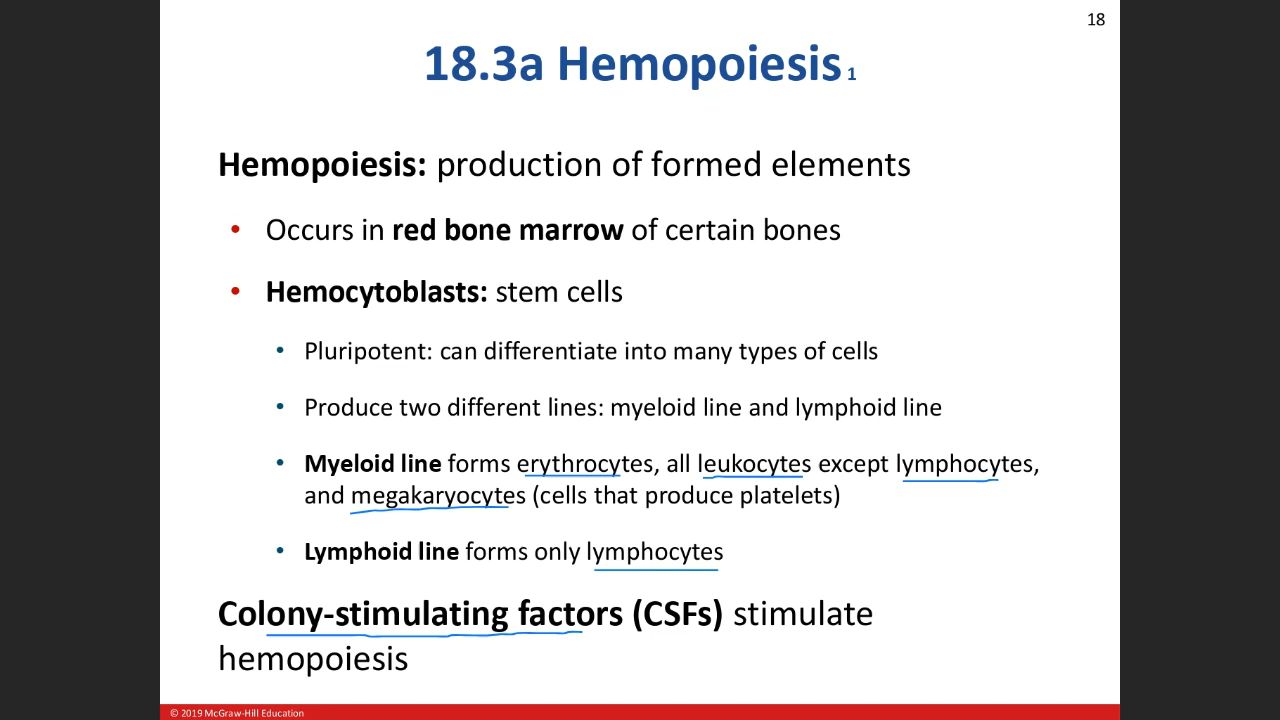 18
18.3a Hemopoiesis 1
Hemopoiesis: production of formed elements
• Occurs in red bone marrow of certain bones
• Hemocytoblasts: stem cells
• Pluripotent: can differentiate into many types of cells
• Produce two different lines: myeloid line and lymphoid line
• Myeloid line forms erythrocytes, all leukocytes except lymphocytes,
and megakaryocytes (cells that produce platelets)
• Lymphoid line forms only lymphocytes
Colony-stimulating factors (CSFs) stimulate
hemopoiesis
© 2019 McGraw-Hill Education